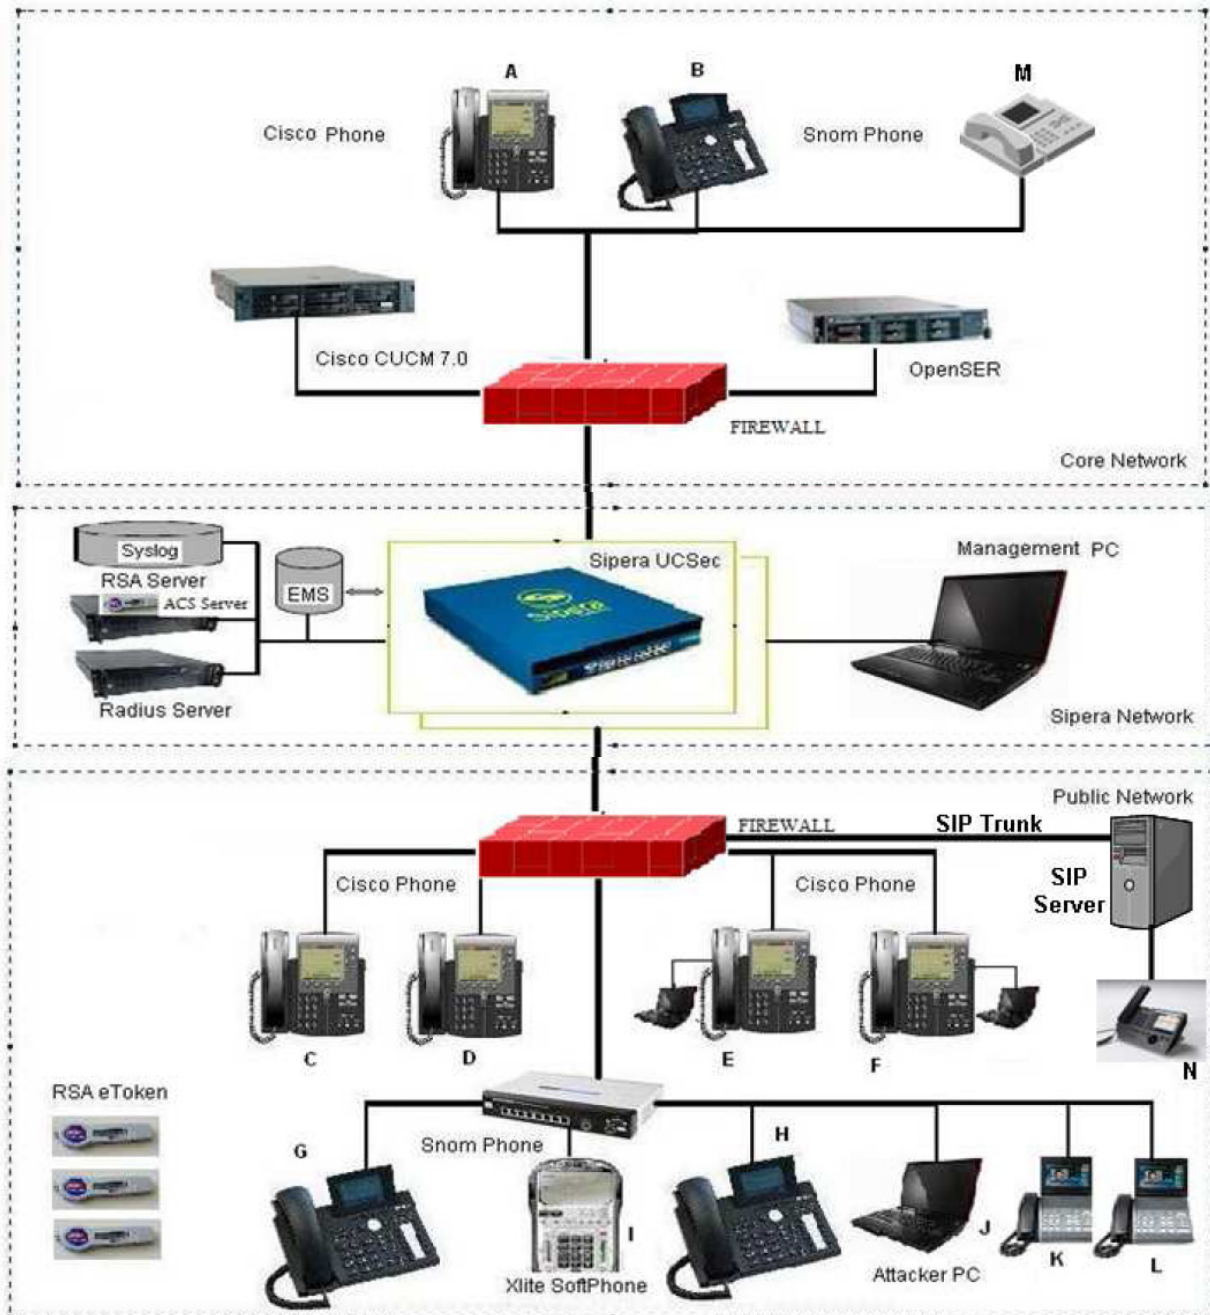 A
B
M
Cisco Phone
Snom Phone
Cisco CUCM 7.0
OpenSER
FIREWALL
Core Network
Syslog
RSA Server
ACS Server
Radius Server
EMS
Sipera UCSec
Sipera
Management PC
Sipera Network
Public Network
FIREWALL
SIP Trunk
SIP
Server
Cisco Phone
Cisco Phone
C
D
E
F
N
RSA eToken
Snom Phone
G
H
I
J
K
L
Xlite SoftPhone
Attacker PC